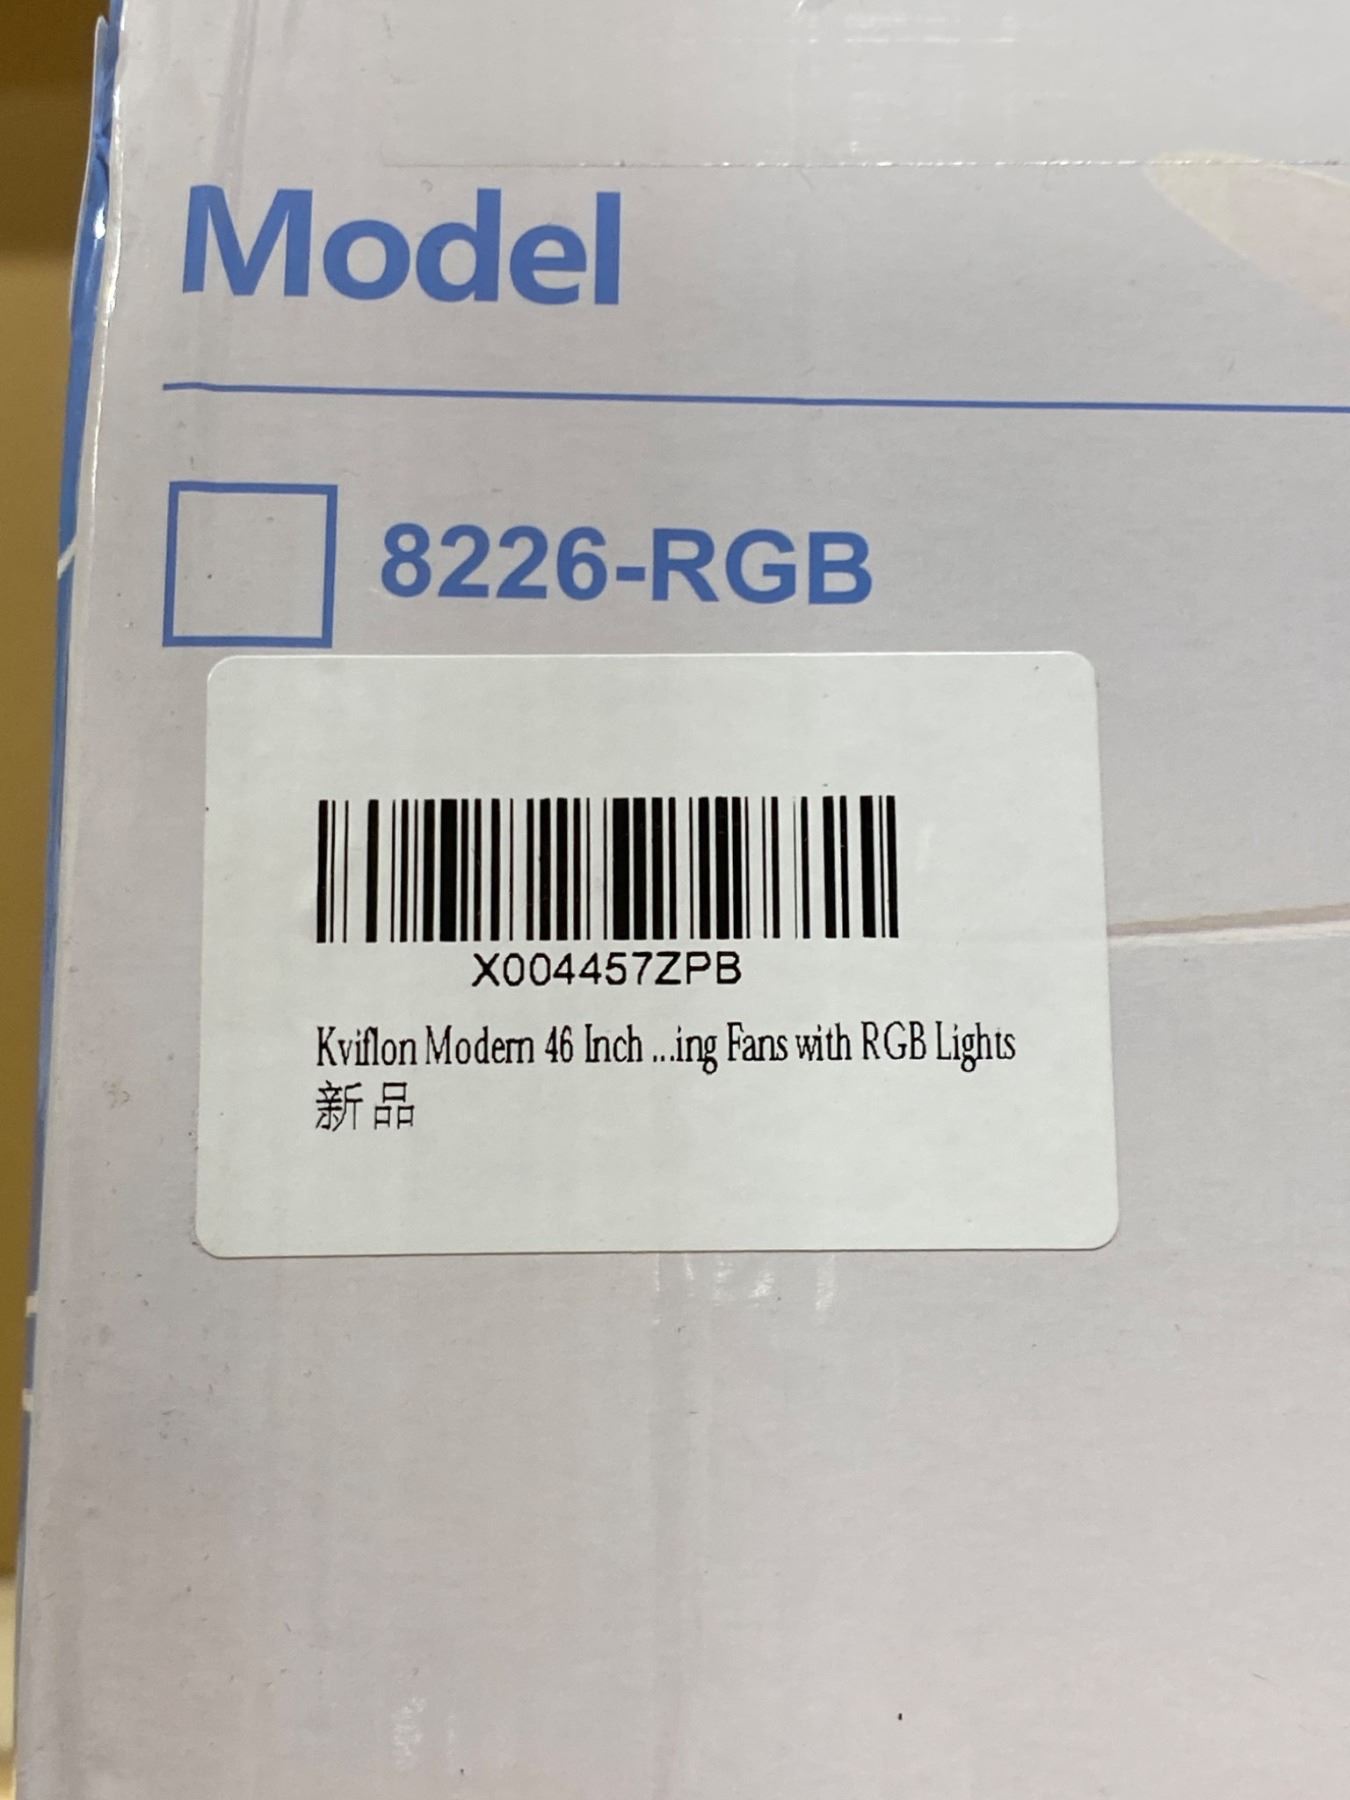 Model
8226-RGB
X004457ZPB
Kviflon Modern 46 Inch ...ing Fans with RGB Lights
新品